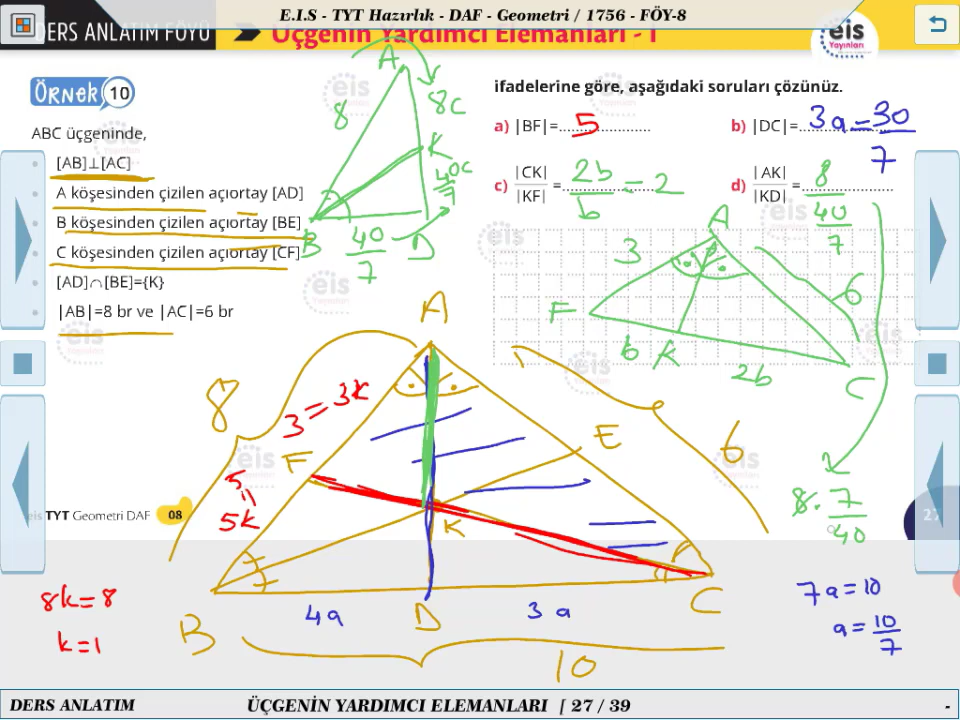 E.I.S - TYT Hazırlık - DAF - Geometri / 1756 - FÖY-8
DERS ANLATIM FÖYÜ
Üçgenin Yardımcı Elemanları - I
eis
Yayınları
ÖRNEK 10
ABC üçgeninde,
[AB]⊥[AC]
A köşesinden çizilen açıortay [AD]
B köşesinden çizilen açıortay [BE]
C köşesinden çizilen açıortay [CF]
[AD]∩[BE]={K}
|AB|=8 br ve |AC|=6 br
ifadelerine göre, aşağıdaki soruları çözünüz.
a) |BF|=..... 5
b) |DC|=..... 3a = 30/7
c) |CK|/|KF| =..... 2b/b = 2
d) |AK|/|KD| =..... 8 / 40/7
A
8
8c
K
40/7 c
B
40/7
D
A
3
6
F
b
K
2b
C
8 · 7/40
A
8
3 = 3k
F
5 = 5k
E
6
K
B
4a
D
3a
C
10
8k = 8
k = 1
7a = 10
a = 10/7
eis TYT Geometri DAF 08
27
DERS ANLATIM
ÜÇGENİN YARDIMCI ELEMANLARI [ 27 / 39
-